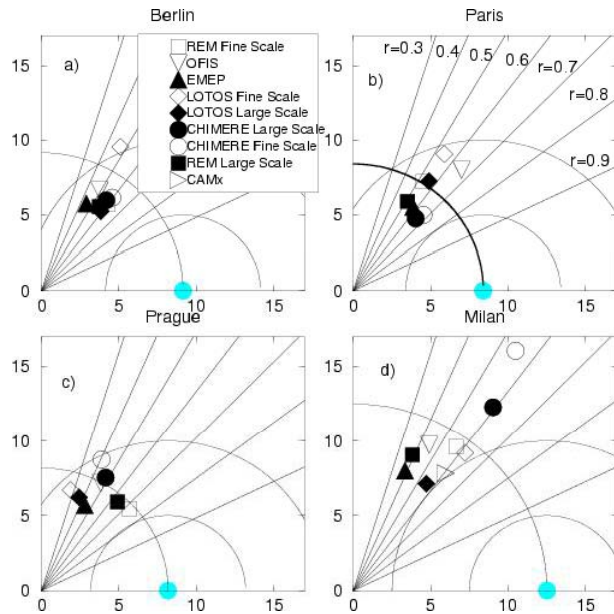 Berlin
Paris
15
10
5
0
a)
REM Fine Scale
OFIS
EMEP
LOTOS Fine Scale
LOTOS Large Scale
CHIMERE Large Scale
CHIMERE Fine Scale
REM Large Scale
CAMx
0 5 10 15
15
10
5
0
b)
r=0.3 0.4 0.5 0.6 r=0.7
r=0.8
r=0.9
0 5 10 15
Prague
Milan
15
10
5
0
c)
0 5 10 15
15
10
5
0
d)
0 5 10 15